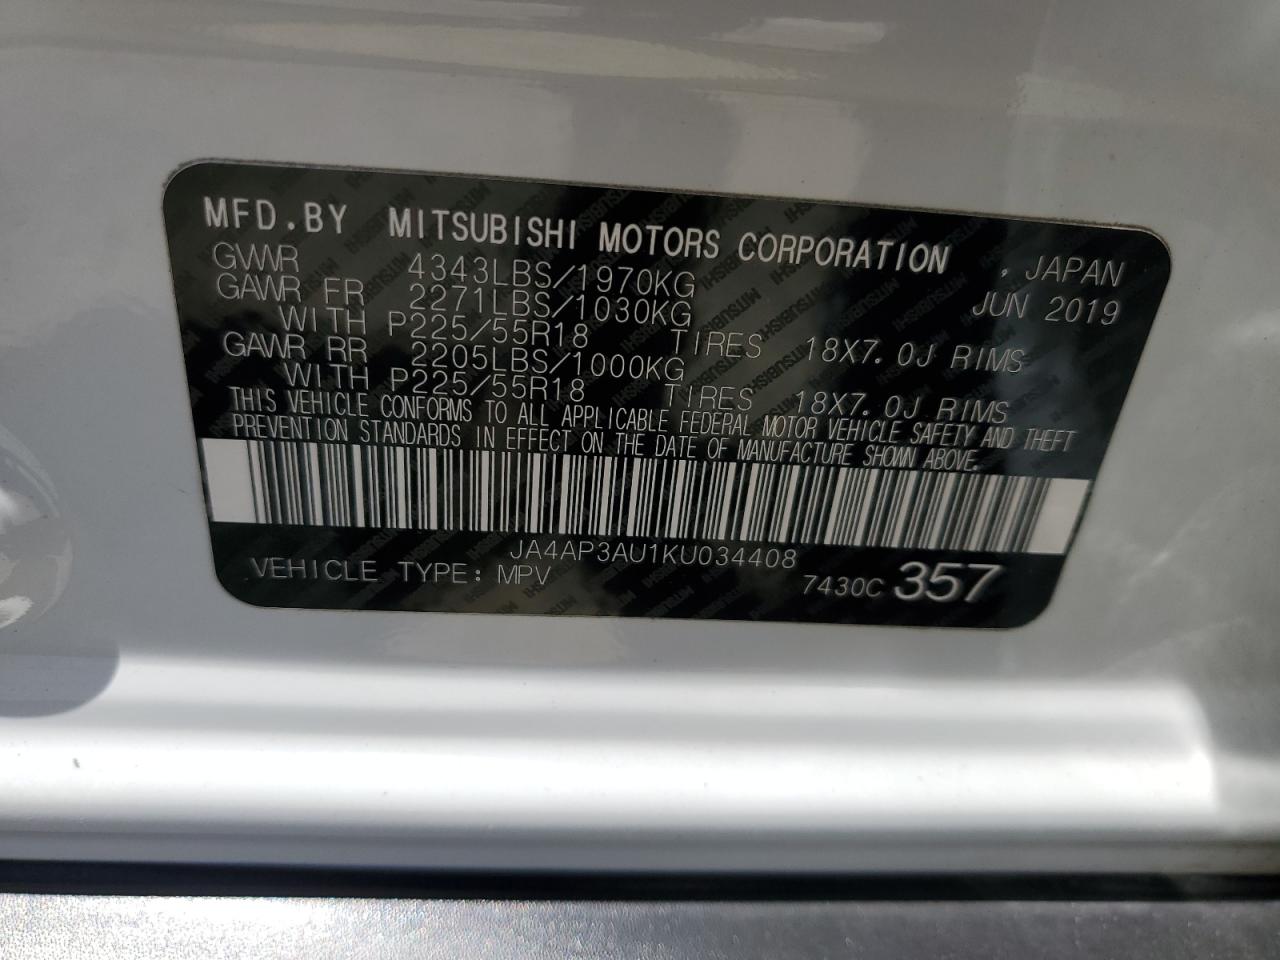 MFD.BY MITSUBISHI MOTORS CORPORATION , JAPAN
GVWR 4343LBS/1970KG JUN 2019
GAWR FR 2271LBS/1030KG
WITH P225/55R18 TIRES 18X7.0J RIMS
GAWR RR 2205LBS/1000KG
WITH P225/55R18 TIRES 18X7.0J RIMS
THIS VEHICLE CONFORMS TO ALL APPLICABLE FEDERAL MOTOR VEHICLE SAFETY AND THEFT
PREVENTION STANDARDS IN EFFECT ON THE DATE OF MANUFACTURE SHOWN ABOVE.
JA4AP3AU1KU034408
VEHICLE TYPE: MPV 7430C 357